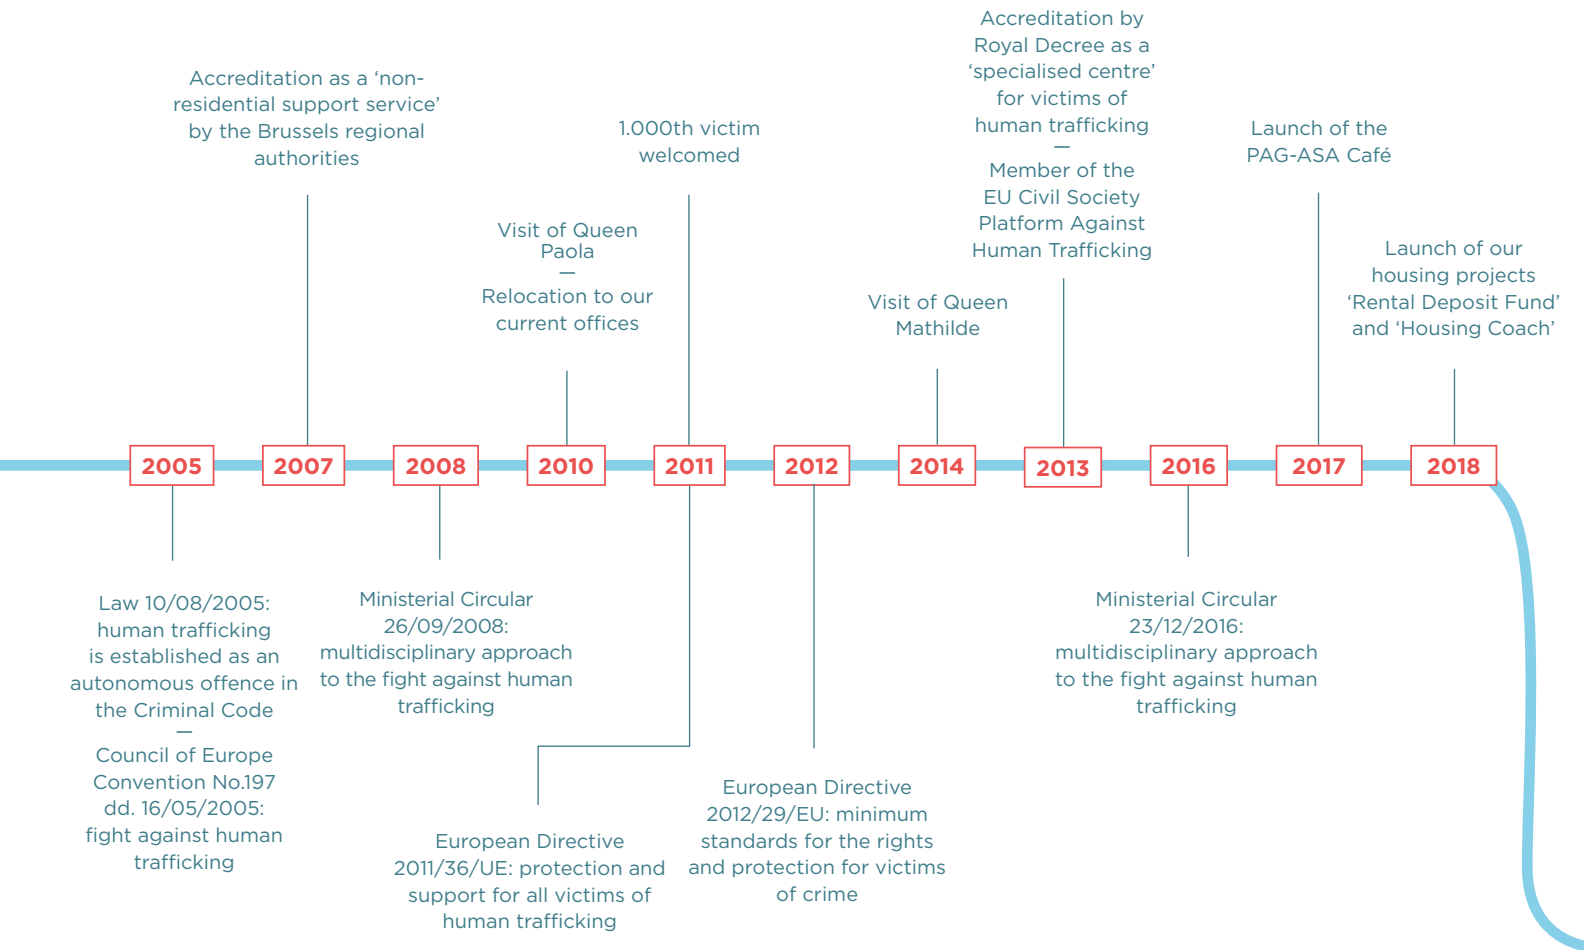 Accreditation as a ‘non-
residential support service’
by the Brussels regional
authorities
Visit of Queen
Paola
—
Relocation to our
current offices
1.000th victim
welcomed
Visit of Queen
Mathilde
Accreditation by
Royal Decree as a
‘specialised centre’
for victims of
human trafficking
—
Member of the
EU Civil Society
Platform Against
Human Trafficking
Launch of the
PAG-ASA Café
Launch of our
housing projects
‘Rental Deposit Fund’
and ‘Housing Coach’
2005
2007
2008
2010
2011
2012
2014
2013
2016
2017
2018
Law 10/08/2005:
human trafficking
is established as an
autonomous offence in
the Criminal Code
—
Council of Europe
Convention No.197
dd. 16/05/2005:
fight against human
trafficking
Ministerial Circular
26/09/2008:
multidisciplinary approach
to the fight against human
trafficking
European Directive
2011/36/UE: protection and
support for all victims of
human trafficking
European Directive
2012/29/EU: minimum
standards for the rights
and protection for victims
of crime
Ministerial Circular
23/12/2016:
multidisciplinary approach
to the fight against human
trafficking